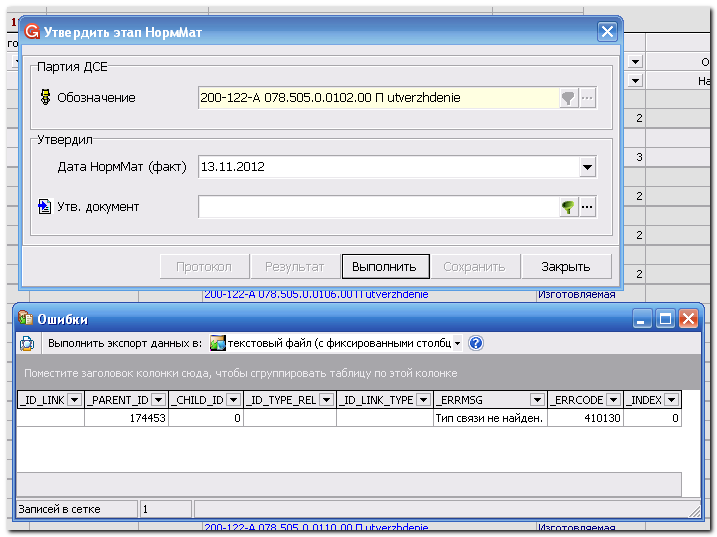 Утвердить этап НормМат
Партия ДСЕ
Обозначение
200-122-А 078.505.0.0102.00 П utverzhdenie
Утвердил
Дата НормМат (факт)
13.11.2012
Утв. документ
Протокол
Результат
Выполнить
Сохранить
Закрыть
2
3
2
2
2
200-122-А 078.505.0.0106.00 П utverzhdenie Изготовляемая
Ошибки
Выполнить экспорт данных в: текстовый файл (с фиксированными столбц
Поместите заголовок колонки сюда, чтобы сгруппировать таблицу по этой колонке
_ID_LINK _PARENT_ID _CHILD_ID _ID_TYPE_REL _ID_LINK_TYPE _ERRMSG _ERRCODE _INDEX
174453 0 Тип связи не найден. 410130 0
Записей в сетке 1
200-122-А 078.505.0.0110.00 П utverzhdenie Изготовляемая